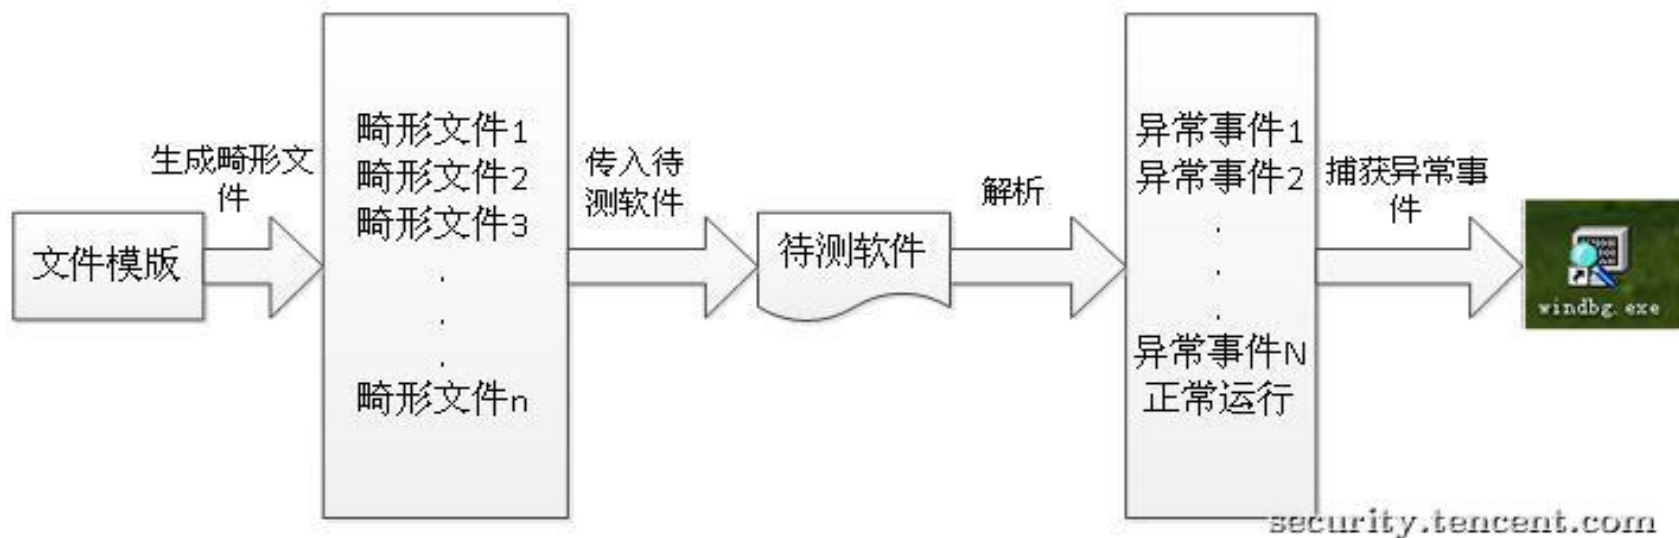 文件模版
生成畸形文
件
畸形文件1
畸形文件2
畸形文件3
.
.
.
畸形文件n
传入待
测软件
待测软件
解析
异常事件1
异常事件2
.
.
.
异常事件N
正常运行
捕获异常事
件
windbg.exe
security.tencent.com